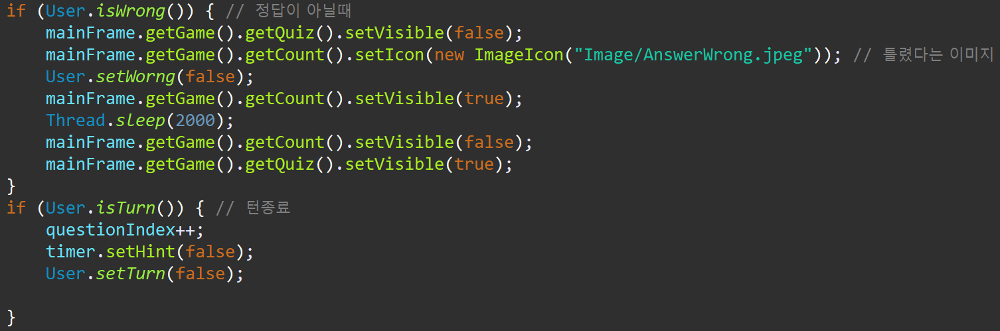 if (User.isWrong()) { // 정답이 아닐때
mainFrame.getGame().getQuiz().setVisible(false);
mainFrame.getGame().getCount().setIcon(new ImageIcon("Image/AnswerWrong.jpeg")); // 틀렸다는 이미지
User.setWorng(false);
mainFrame.getGame().getCount().setVisible(true);
Thread.sleep(2000);
mainFrame.getGame().getCount().setVisible(false);
mainFrame.getGame().getQuiz().setVisible(true);
}
if (User.isTurn()) { // 턴종료
questionIndex++;
timer.setHint(false);
User.setTurn(false);
}